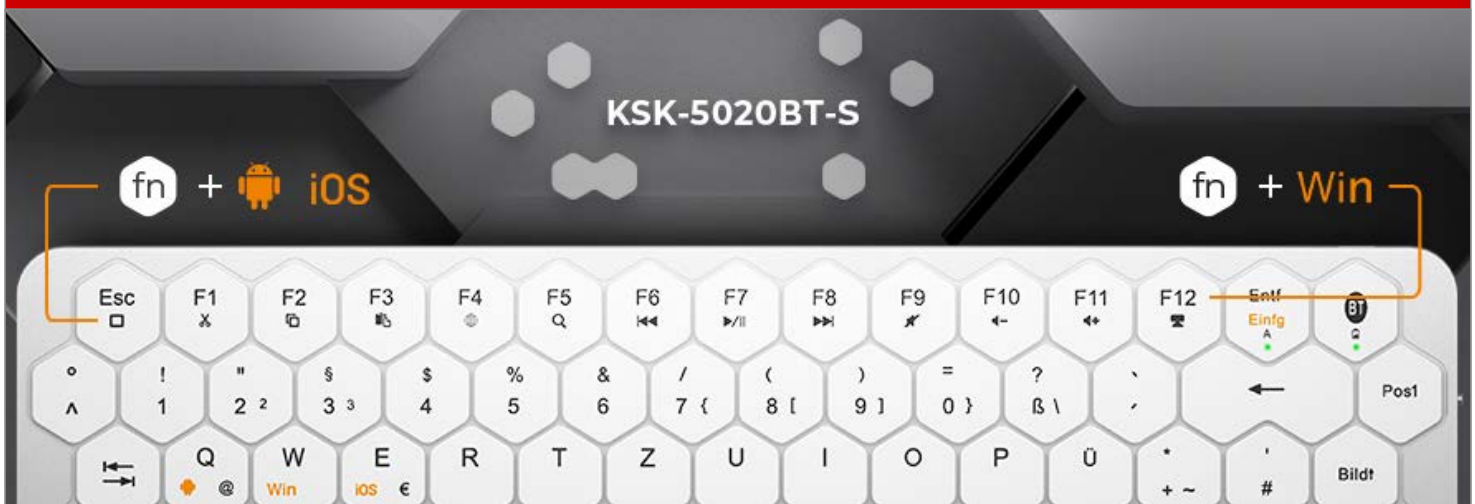 KSK-5020BT-S
fn + iOS
fn + Win
Esc F1 F2 F3 F4 F5 F6 F7 F8 F9 F10 F11 F12 Entf BT
Einfg
A
° ! " § $ % & / ( ) = ? `
^ 1 2 ² 3 ³ 4 5 6 7 { 8 [ 9 ] 0 } ß \ ´ Pos1
Q W E R T Z U I O P Ü * '
@ Win iOS € + ~ # Bild↑